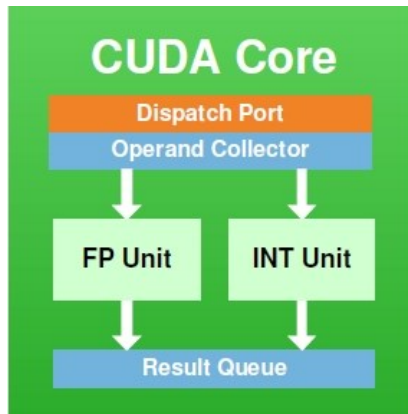 CUDA Core
Dispatch Port
Operand Collector
FP Unit
INT Unit
Result Queue